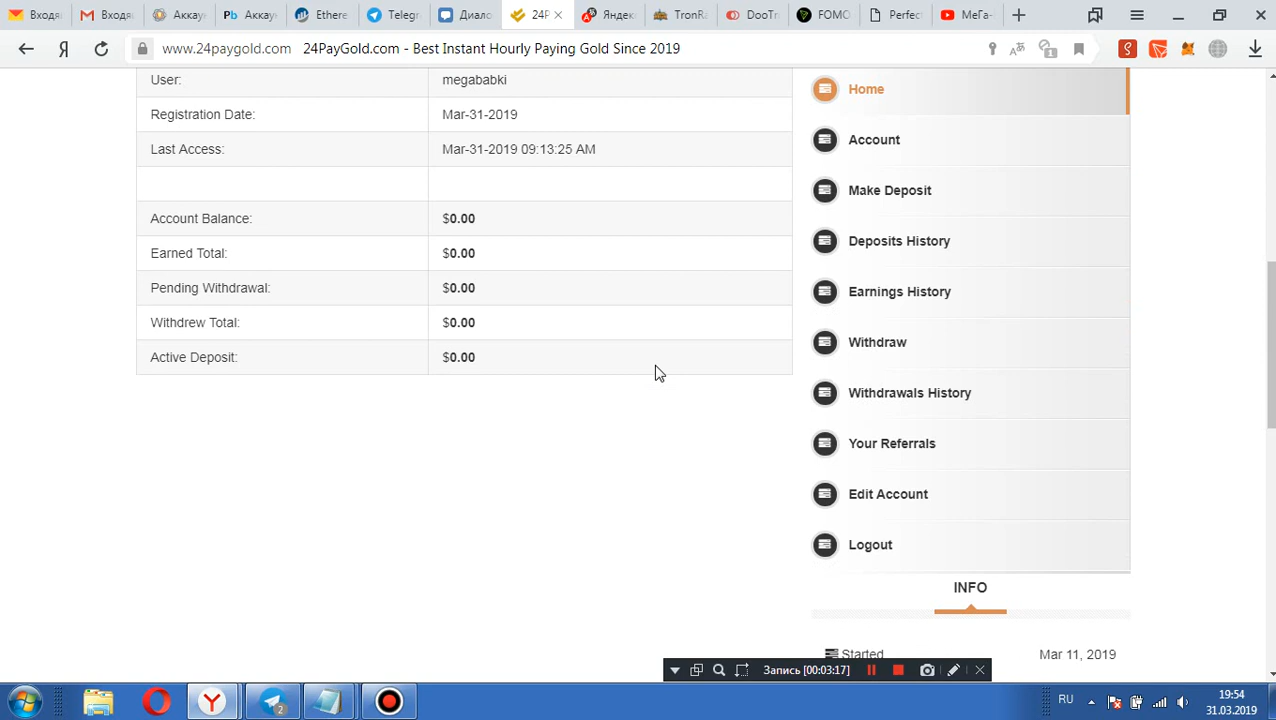 Входя
Входя
Аккау
Аккау
Ethere
Telegr
Диало
24P
Яндек
TronRa
DooTr
FOMO
Perfec
МеГа-
Я
www.24paygold.com 24PayGold.com - Best Instant Hourly Paying Gold Since 2019
User: megababki
Registration Date: Mar-31-2019
Last Access: Mar-31-2019 09:13:25 AM
Account Balance: $0.00
Earned Total: $0.00
Pending Withdrawal: $0.00
Withdrew Total: $0.00
Active Deposit: $0.00
Home
Account
Make Deposit
Deposits History
Earnings History
Withdraw
Withdrawals History
Your Referrals
Edit Account
Logout
INFO
Started Mar 11, 2019
Запись [00:03:17]
RU
19:54
31.03.2019